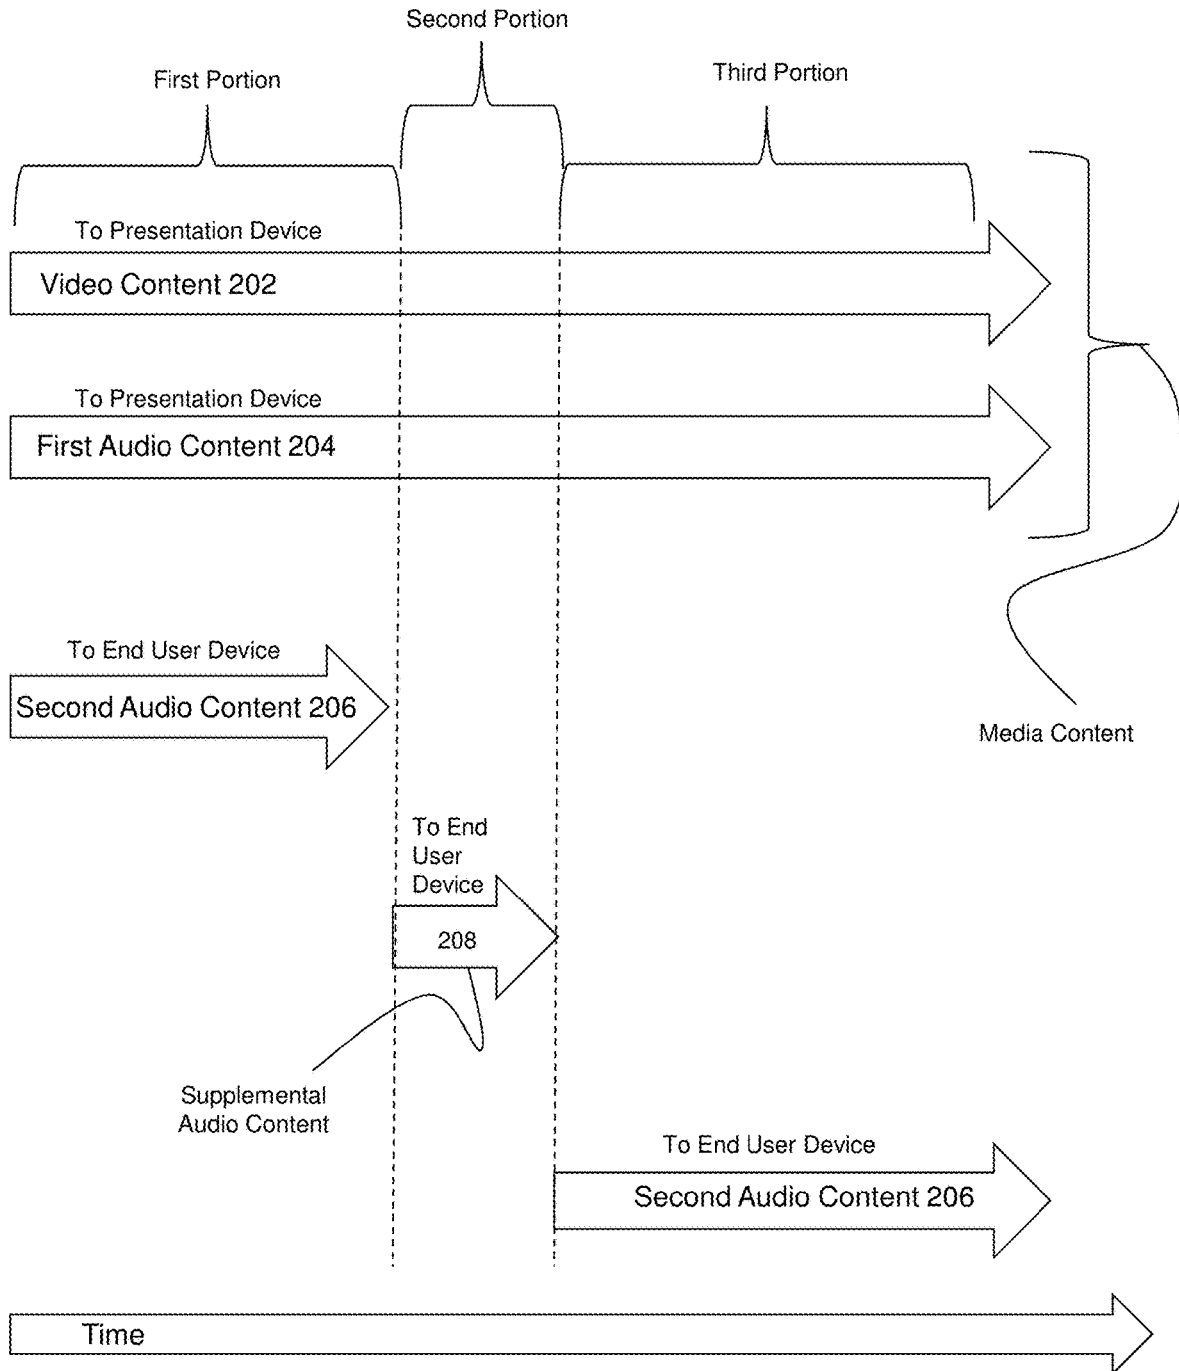 Second Portion
First Portion
Third Portion
To Presentation Device
Video Content 202
To Presentation Device
First Audio Content 204
To End User Device
Second Audio Content 206
Media Content
To End
User
Device
208
Supplemental
Audio Content
To End User Device
Second Audio Content 206
Time